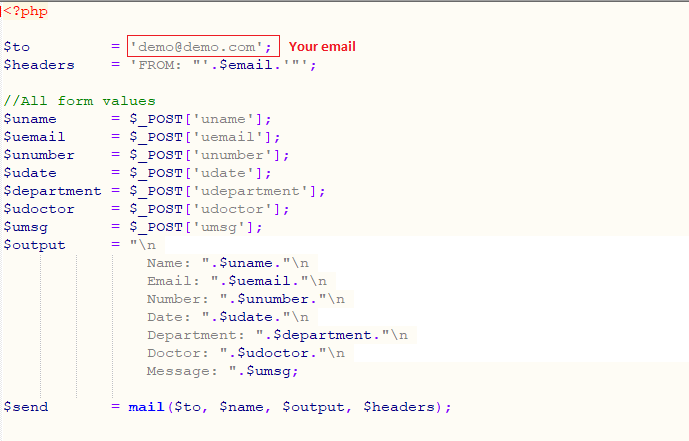 <?php
$to = 'demo@demo.com'; Your email
$headers = 'FROM: "'.$email.'"';
//All form values
$uname = $_POST['uname'];
$uemail = $_POST['uemail'];
$unumber = $_POST['unumber'];
$udate = $_POST['udate'];
$department = $_POST['udepartment'];
$udoctor = $_POST['udoctor'];
$umsg = $_POST['umsg'];
$output = "\n
Name: ".$uname."\n
Email: ".$uemail."\n
Number: ".$unumber."\n
Date: ".$udate."\n
Department: ".$department."\n
Doctor: ".$udoctor."\n
Message: ".$umsg;
$send = mail($to, $name, $output, $headers);